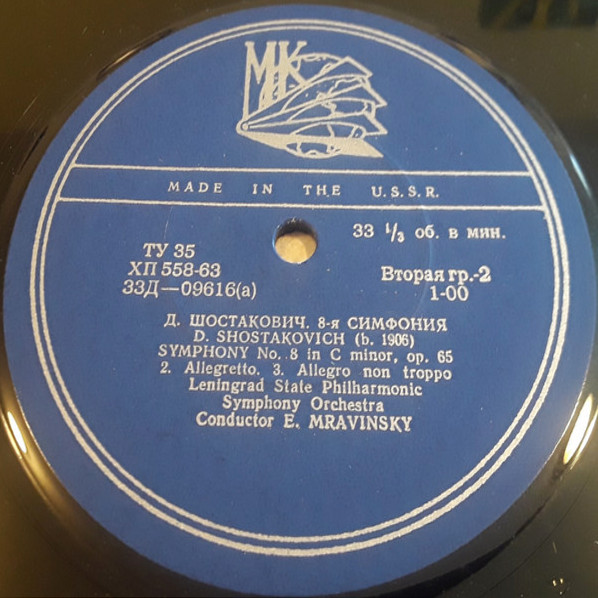 МК
MADE IN THE U.S.S.R.
33 1/3 об. в мин.
ТУ 35
ХП 558-63
33Д—09616(а)
Вторая гр.-2
1-00
Д. ШОСТАКОВИЧ. 8-я СИМФОНИЯ
D. SHOSTAKOVICH (b. 1906)
SYMPHONY No. 8 in C minor, op. 65
2. Allegretto. 3. Allegro non troppo
Leningrad State Philharmonic
Symphony Orchestra
Conductor E. MRAVINSKY